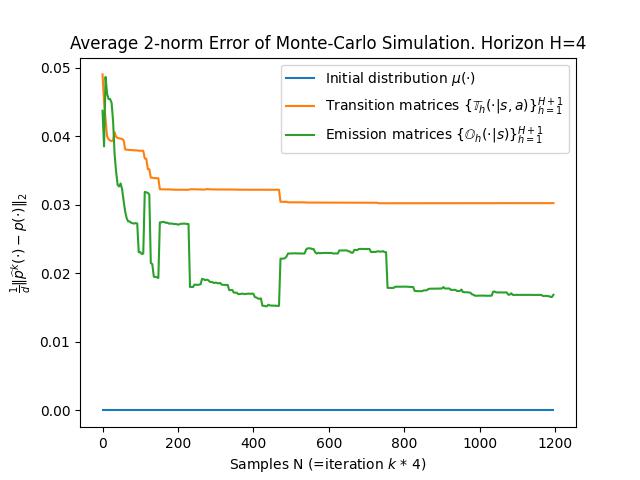 Average 2-norm Error of Monte-Carlo Simulation. Horizon H=4
Initial distribution μ(·)
Transition matrices {𝕋ₕ(·|s, a)}ₕ₌₁ᴴ⁺¹
Emission matrices {𝕆ₕ(·|s)}ₕ₌₁ᴴ⁺¹
0.05
0.04
0.03
0.02
0.01
0.00
1/d ‖p̂ᵏ(·) − p(·)‖₂
0 200 400 600 800 1000 1200
Samples N (=iteration k * 4)